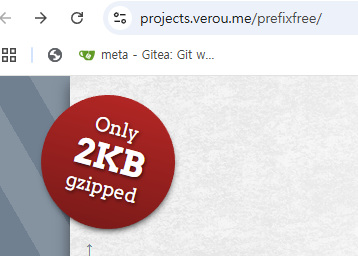 projects.verou.me/prefixfree/
meta - Gitea: Git w...
Only
2KB
gzipped